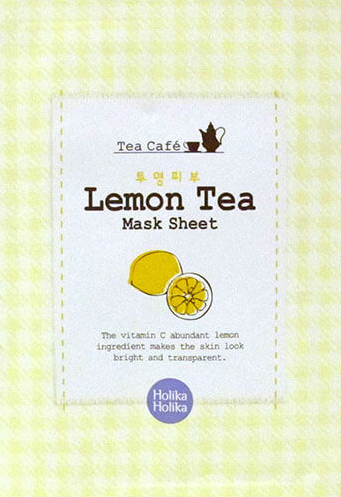 Tea Café
투명피부
Lemon Tea
Mask Sheet
The vitamin C abundant lemon
ingredient makes the skin look
bright and transparent.
Holika
Holika